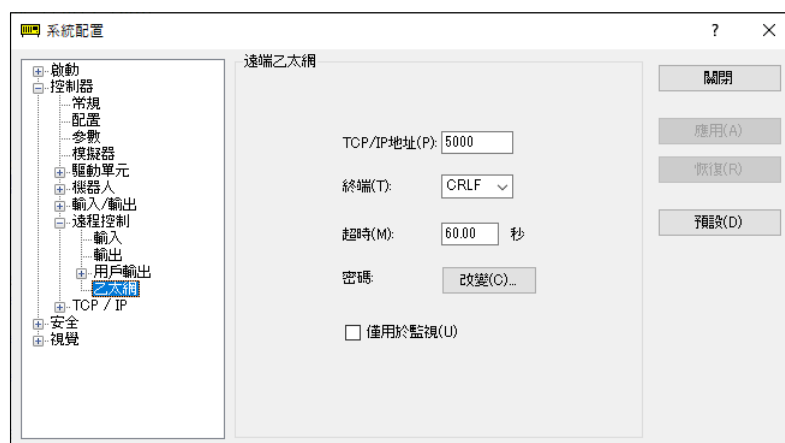 系統配置
?
啟動
控制器
常規
配置
參數
模擬器
驅動單元
機器人
輸入/輸出
遠程控制
輸入
輸出
用戶輸出
乙太網
TCP / IP
安全
視覺
遠端乙太網
TCP/IP地址(P): 5000
終端(T): CRLF
超時(M): 60.00 秒
密碼: 改變(C)...
僅用於監視(U)
關閉
應用(A)
恢復(R)
預設(D)